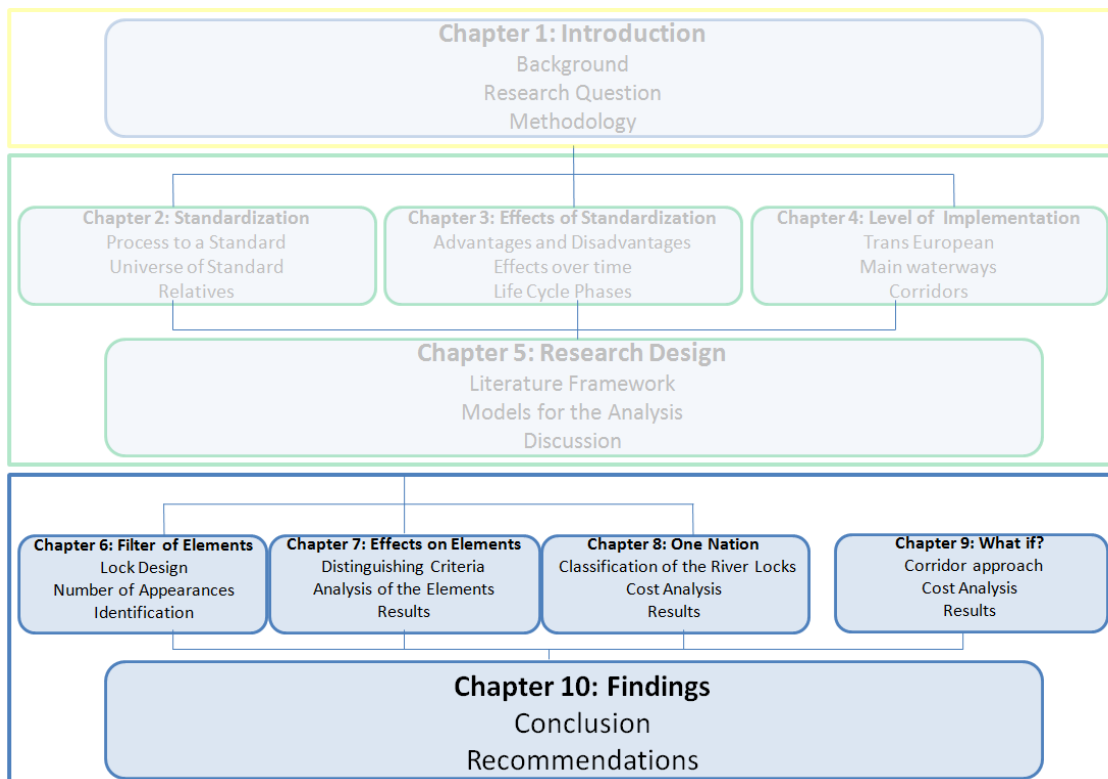 Chapter 1: Introduction
Background
Research Question
Methodology
Chapter 2: Standardization
Process to a Standard
Universe of Standard
Relatives
Chapter 3: Effects of Standardization
Advantages and Disadvantages
Effects over time
Life Cycle Phases
Chapter 4: Level of Implementation
Trans European
Main waterways
Corridors
Chapter 5: Research Design
Literature Framework
Models for the Analysis
Discussion
Chapter 6: Filter of Elements
Lock Design
Number of Appearances
Identification
Chapter 7: Effects on Elements
Distinguishing Criteria
Analysis of the Elements
Results
Chapter 8: One Nation
Classification of the River Locks
Cost Analysis
Results
Chapter 9: What if?
Corridor approach
Cost Analysis
Results
Chapter 10: Findings
Conclusion
Recommendations